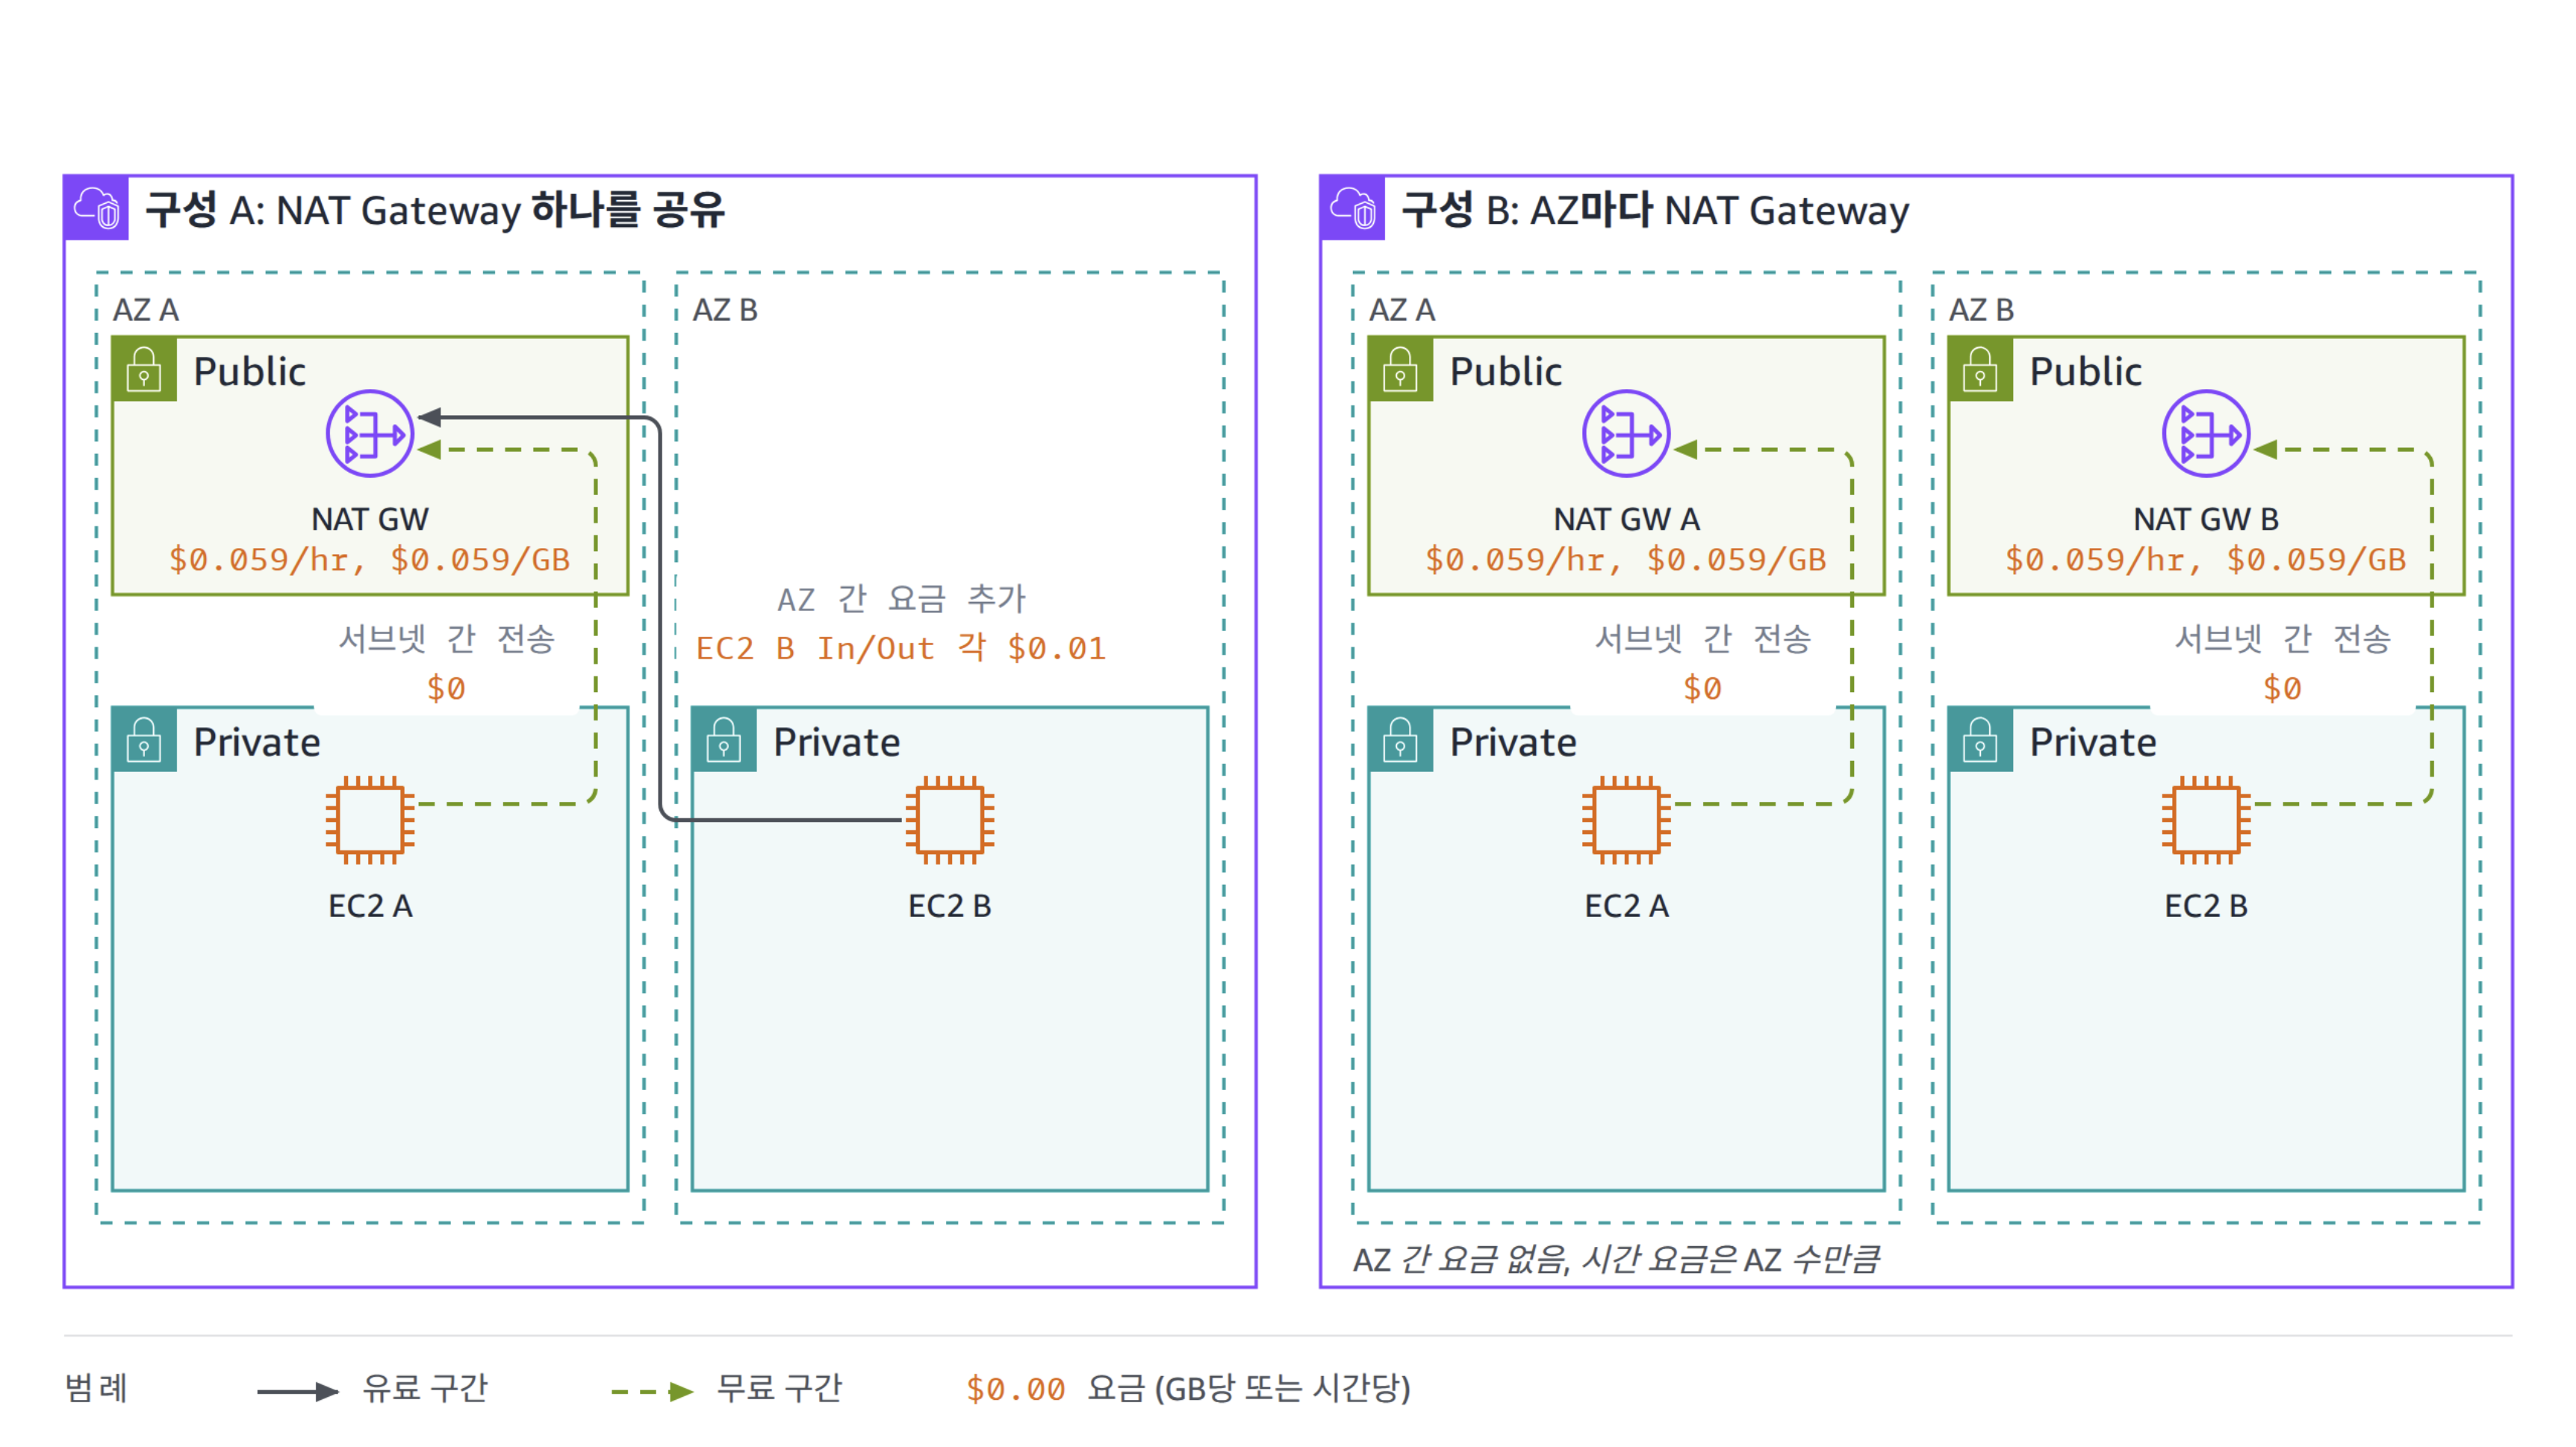 구성 A: NAT Gateway 하나를 공유
AZ A
Public
NAT GW
$0.059/hr, $0.059/GB
서브넷 간 전송
$0
Private
EC2 A
AZ B
AZ 간 요금 추가
EC2 B In/Out 각 $0.01
Private
EC2 B
구성 B: AZ마다 NAT Gateway
AZ A
Public
NAT GW A
$0.059/hr, $0.059/GB
서브넷 간 전송
$0
Private
EC2 A
AZ B
Public
NAT GW B
$0.059/hr, $0.059/GB
서브넷 간 전송
$0
Private
EC2 B
AZ 간 요금 없음, 시간 요금은 AZ 수만큼
범례
유료 구간
무료 구간
$0.00 요금 (GB당 또는 시간당)